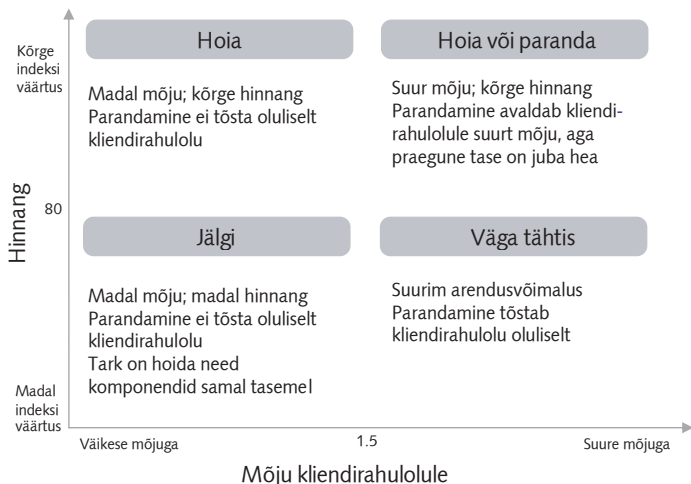 Kõrge
indeksi
väärtus
Hoia
Hoia või paranda
Madal mõju; kõrge hinnang
Parandamine ei tõsta oluliselt
kliendirahulolu
Suur mõju; kõrge hinnang
Parandamine avaldab kliendi-
rahulolule suurt mõju, aga
praegune tase on juba hea
Hinnang
80
Jälgi
Väga tähtis
Madal mõju; madal hinnang
Parandamine ei tõsta oluliselt
kliendirahulolu
Tark on hoida need
komponendid samal tasemel
Suurim arendusvõimalus
Parandamine tõstab
kliendirahulolu oluliselt
Madal
indeksi
väärtus
Väikese mõjuga
1.5
Suure mõjuga
Mõju kliendirahulolule